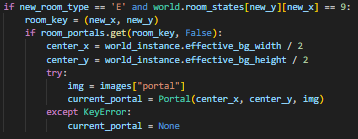 if new_room_type == 'E' and world.room_states[new_y][new_x] == 9:
    room_key = (new_x, new_y)
    if room_portals.get(room_key, False):
        center_x = world_instance.effective_bg_width / 2
        center_y = world_instance.effective_bg_height / 2
        try:
            img = images["portal"]
            current_portal = Portal(center_x, center_y, img)
        except KeyError:
            current_portal = None